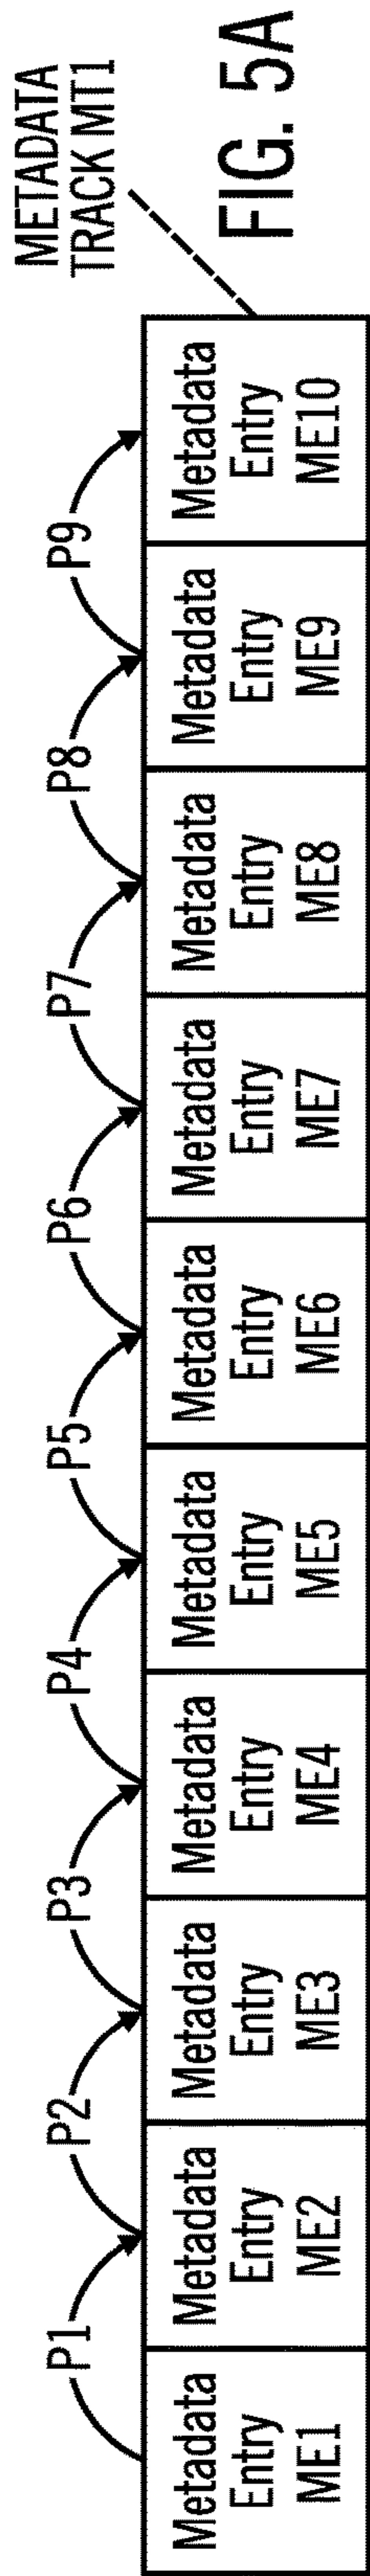 METADATA
TRACK MT1
FIG. 5A
P1
P2
P3
P4
P5
P6
P7
P8
P9
Metadata
Entry
ME1
Metadata
Entry
ME2
Metadata
Entry
ME3
Metadata
Entry
ME4
Metadata
Entry
ME5
Metadata
Entry
ME6
Metadata
Entry
ME7
Metadata
Entry
ME8
Metadata
Entry
ME9
Metadata
Entry
ME10